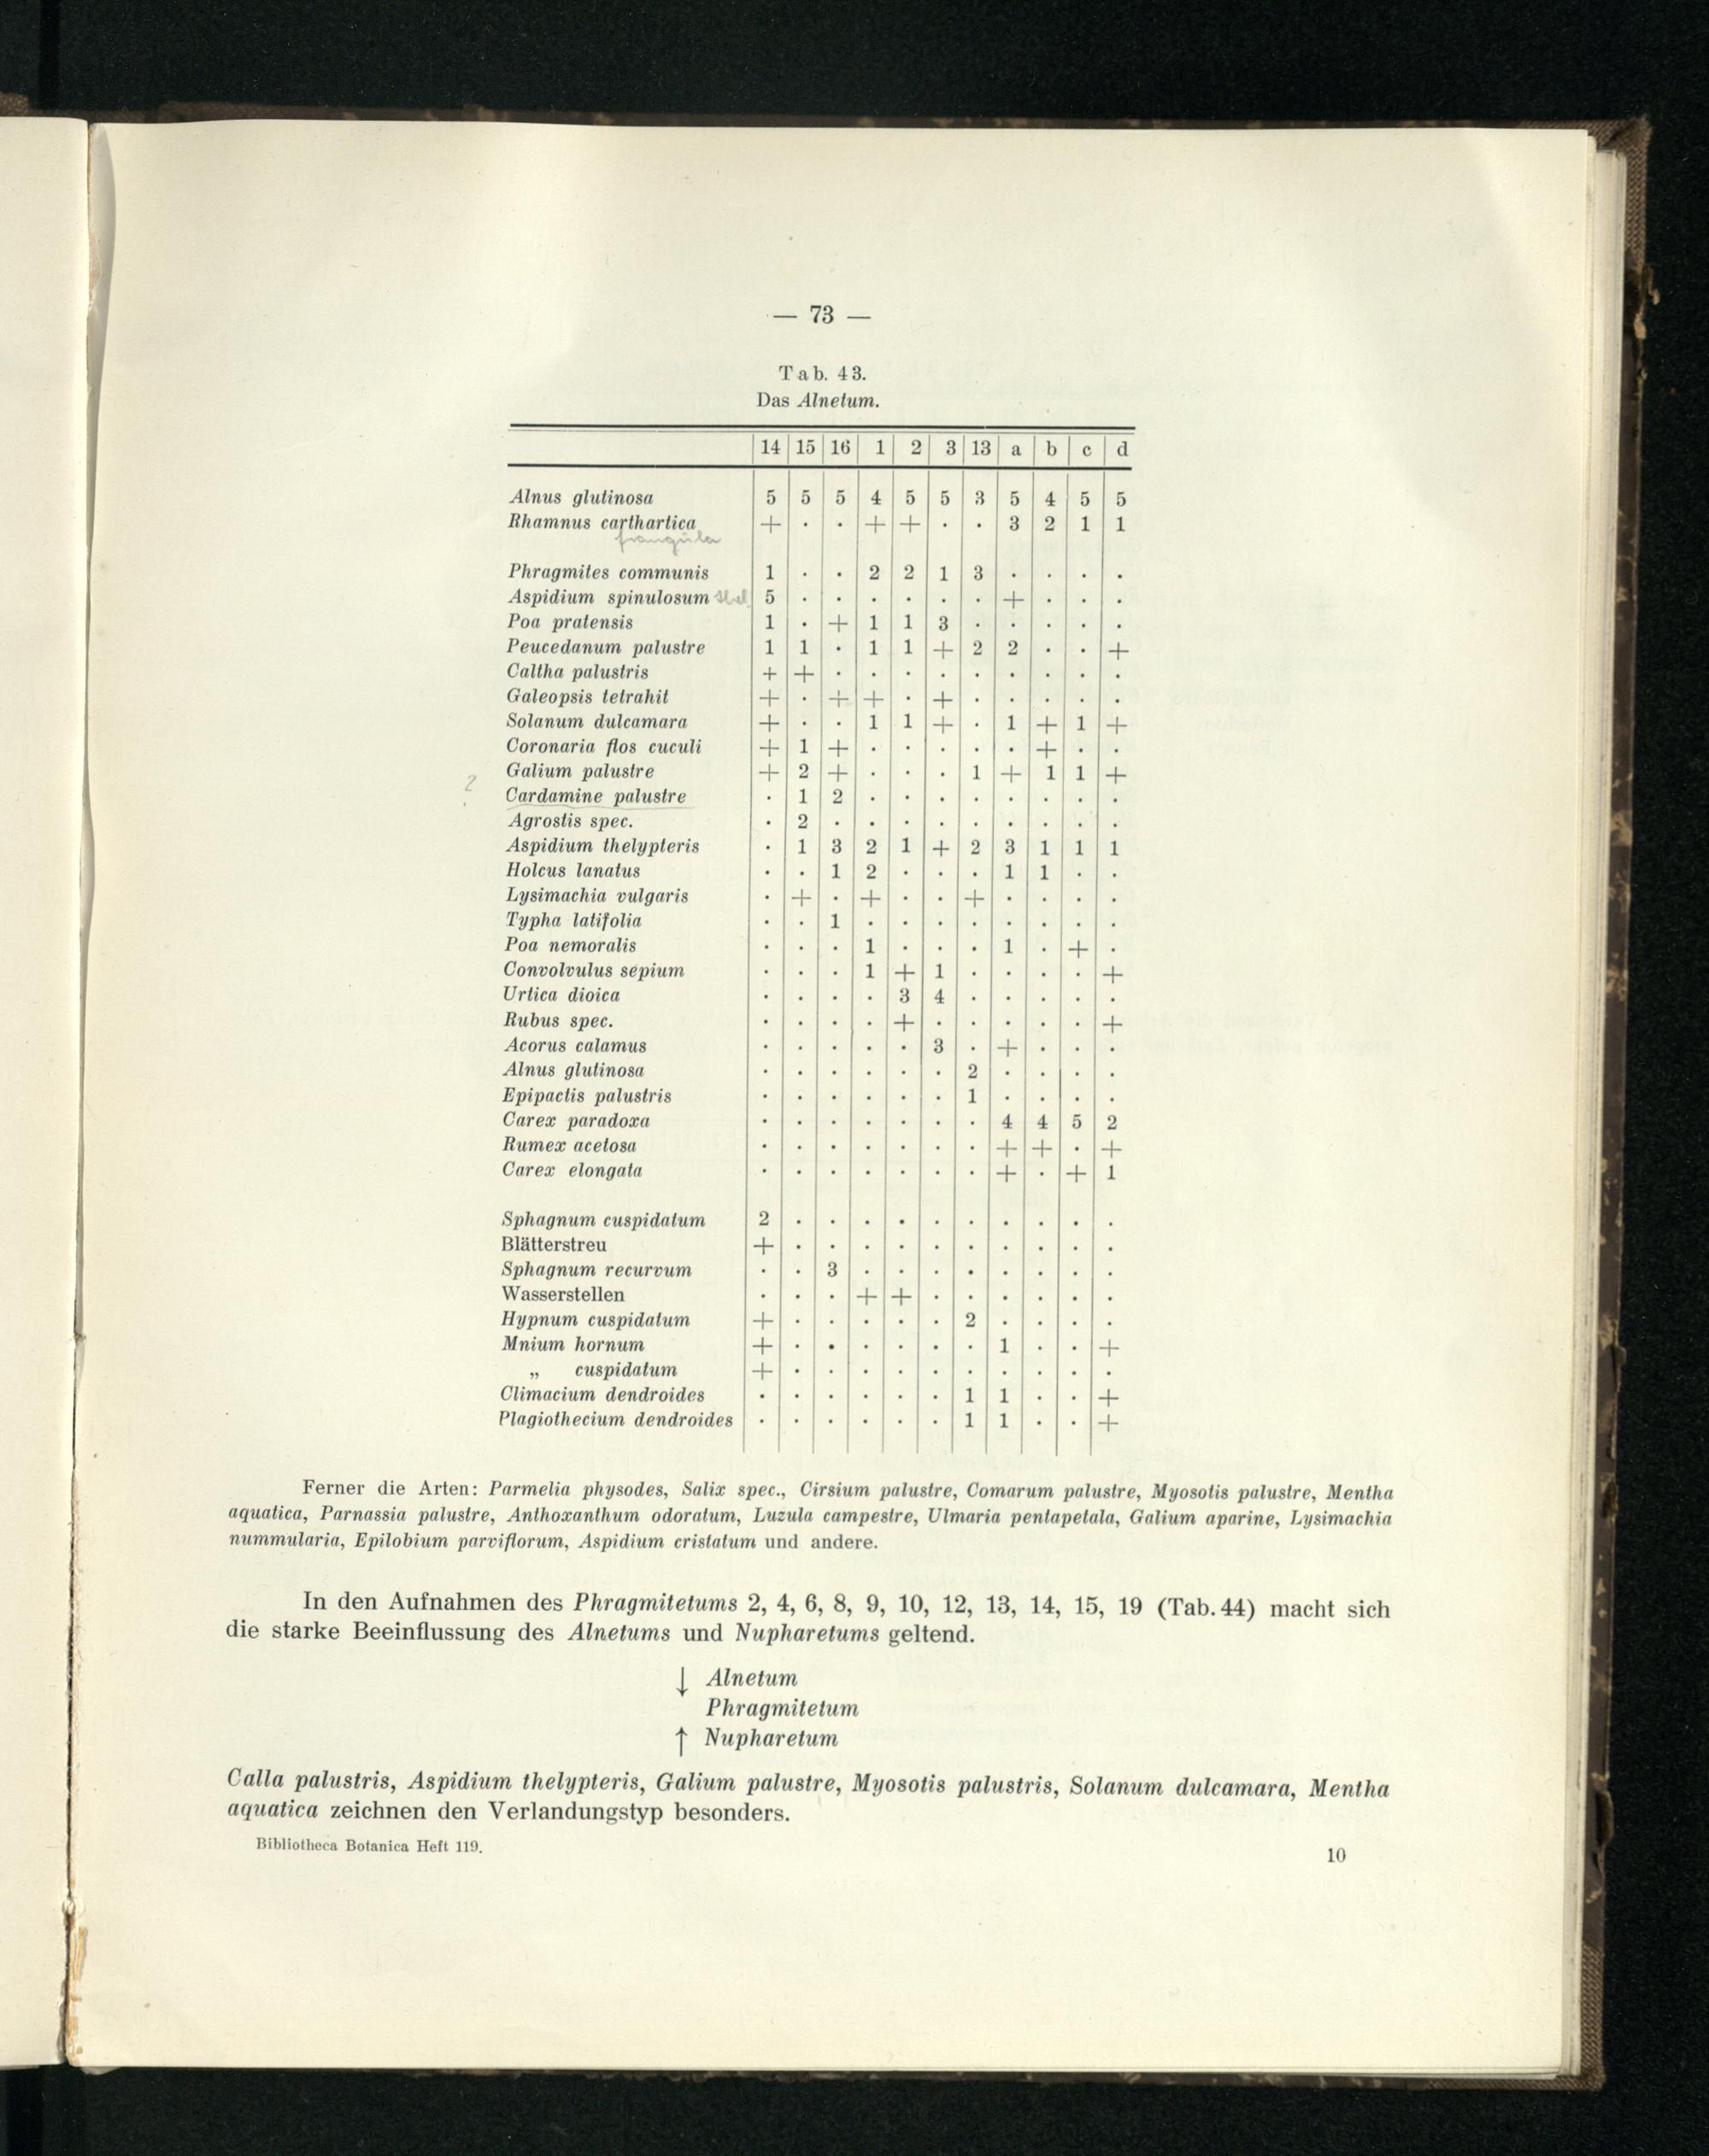 — 73 —
Tab. 43.
Das Alnetum.
14 | 15 | 16 | 1 | 2 | 3 | 13 | a | b | c | d
Alnus glutinosa 5 5 5 4 5 5 3 5 4 5 5
Rhamnus carthartica + . . + + . . 3 2 1 1
frangula
Phragmites communis 1 . . 2 2 1 3 . . . .
Aspidium spinulosum 5 . . . . . . + . . .
Poa pratensis 1 . + 1 1 3 . . . . .
Peucedanum palustre 1 1 . 1 1 + 2 2 . . +
Caltha palustris + + . . . . . . . . .
Galeopsis tetrahit + . + + . + . . . . .
Solanum dulcamara + . . 1 1 + . 1 + 1 +
Coronaria flos cuculi + 1 + . . . . . + . .
Galium palustre + 2 + . . . 1 + 1 1 +
? Cardamine palustre . 1 2 . . . . . . . .
Agrostis spec. . 2 . . . . . . . . .
Aspidium thelypteris . 1 3 2 1 + 2 3 1 1 1
Holcus lanatus . . 1 2 . . . 1 1 . .
Lysimachia vulgaris . + . + . . + . . . .
Typha latifolia . . 1 . . . . . . . .
Poa nemoralis . . . 1 . . . 1 . + .
Convolvulus sepium . . . 1 + 1 . . . . +
Urtica dioica . . . . 3 4 . . . . .
Rubus spec. . . . . + . . . . . +
Acorus calamus . . . . . 3 . + . . .
Alnus glutinosa . . . . . . 2 . . . .
Epipactis palustris . . . . . . 1 . . . .
Carex paradoxa . . . . . . . 4 4 5 2
Rumex acetosa . . . . . . . + + . +
Carex elongata . . . . . . . + . + 1
Sphagnum cuspidatum 2 . . . . . . . . . .
Blätterstreu + . . . . . . . . . .
Sphagnum recurvum . . 3 . . . . . . . .
Wasserstellen . . . + + . . . . . .
Hypnum cuspidatum + . . . . . 2 . . . .
Mnium hornum + . . . . . . 1 . . +
„ cuspidatum + . . . . . . . . . .
Climacium dendroides . . . . . . 1 1 . . +
Plagiothecium dendroides . . . . . . 1 1 . . +
Ferner die Arten: Parmelia physodes, Salix spec., Cirsium palustre, Comarum palustre, Myosotis palustre, Mentha
aquatica, Parnassia palustre, Anthoxanthum odoratum, Luzula campestre, Ulmaria pentapetala, Galium aparine, Lysimachia
nummularia, Epilobium parviflorum, Aspidium cristatum und andere.
In den Aufnahmen des Phragmitetums 2, 4, 6, 8, 9, 10, 12, 13, 14, 15, 19 (Tab. 44) macht sich
die starke Beeinflussung des Alnetums und Nupharetums geltend.
↓ Alnetum
Phragmitetum
↑ Nupharetum
Calla palustris, Aspidium thelypteris, Galium palustre, Myosotis palustris, Solanum dulcamara, Mentha
aquatica zeichnen den Verlandungstyp besonders.
Bibliotheca Botanica Heft 119.
10